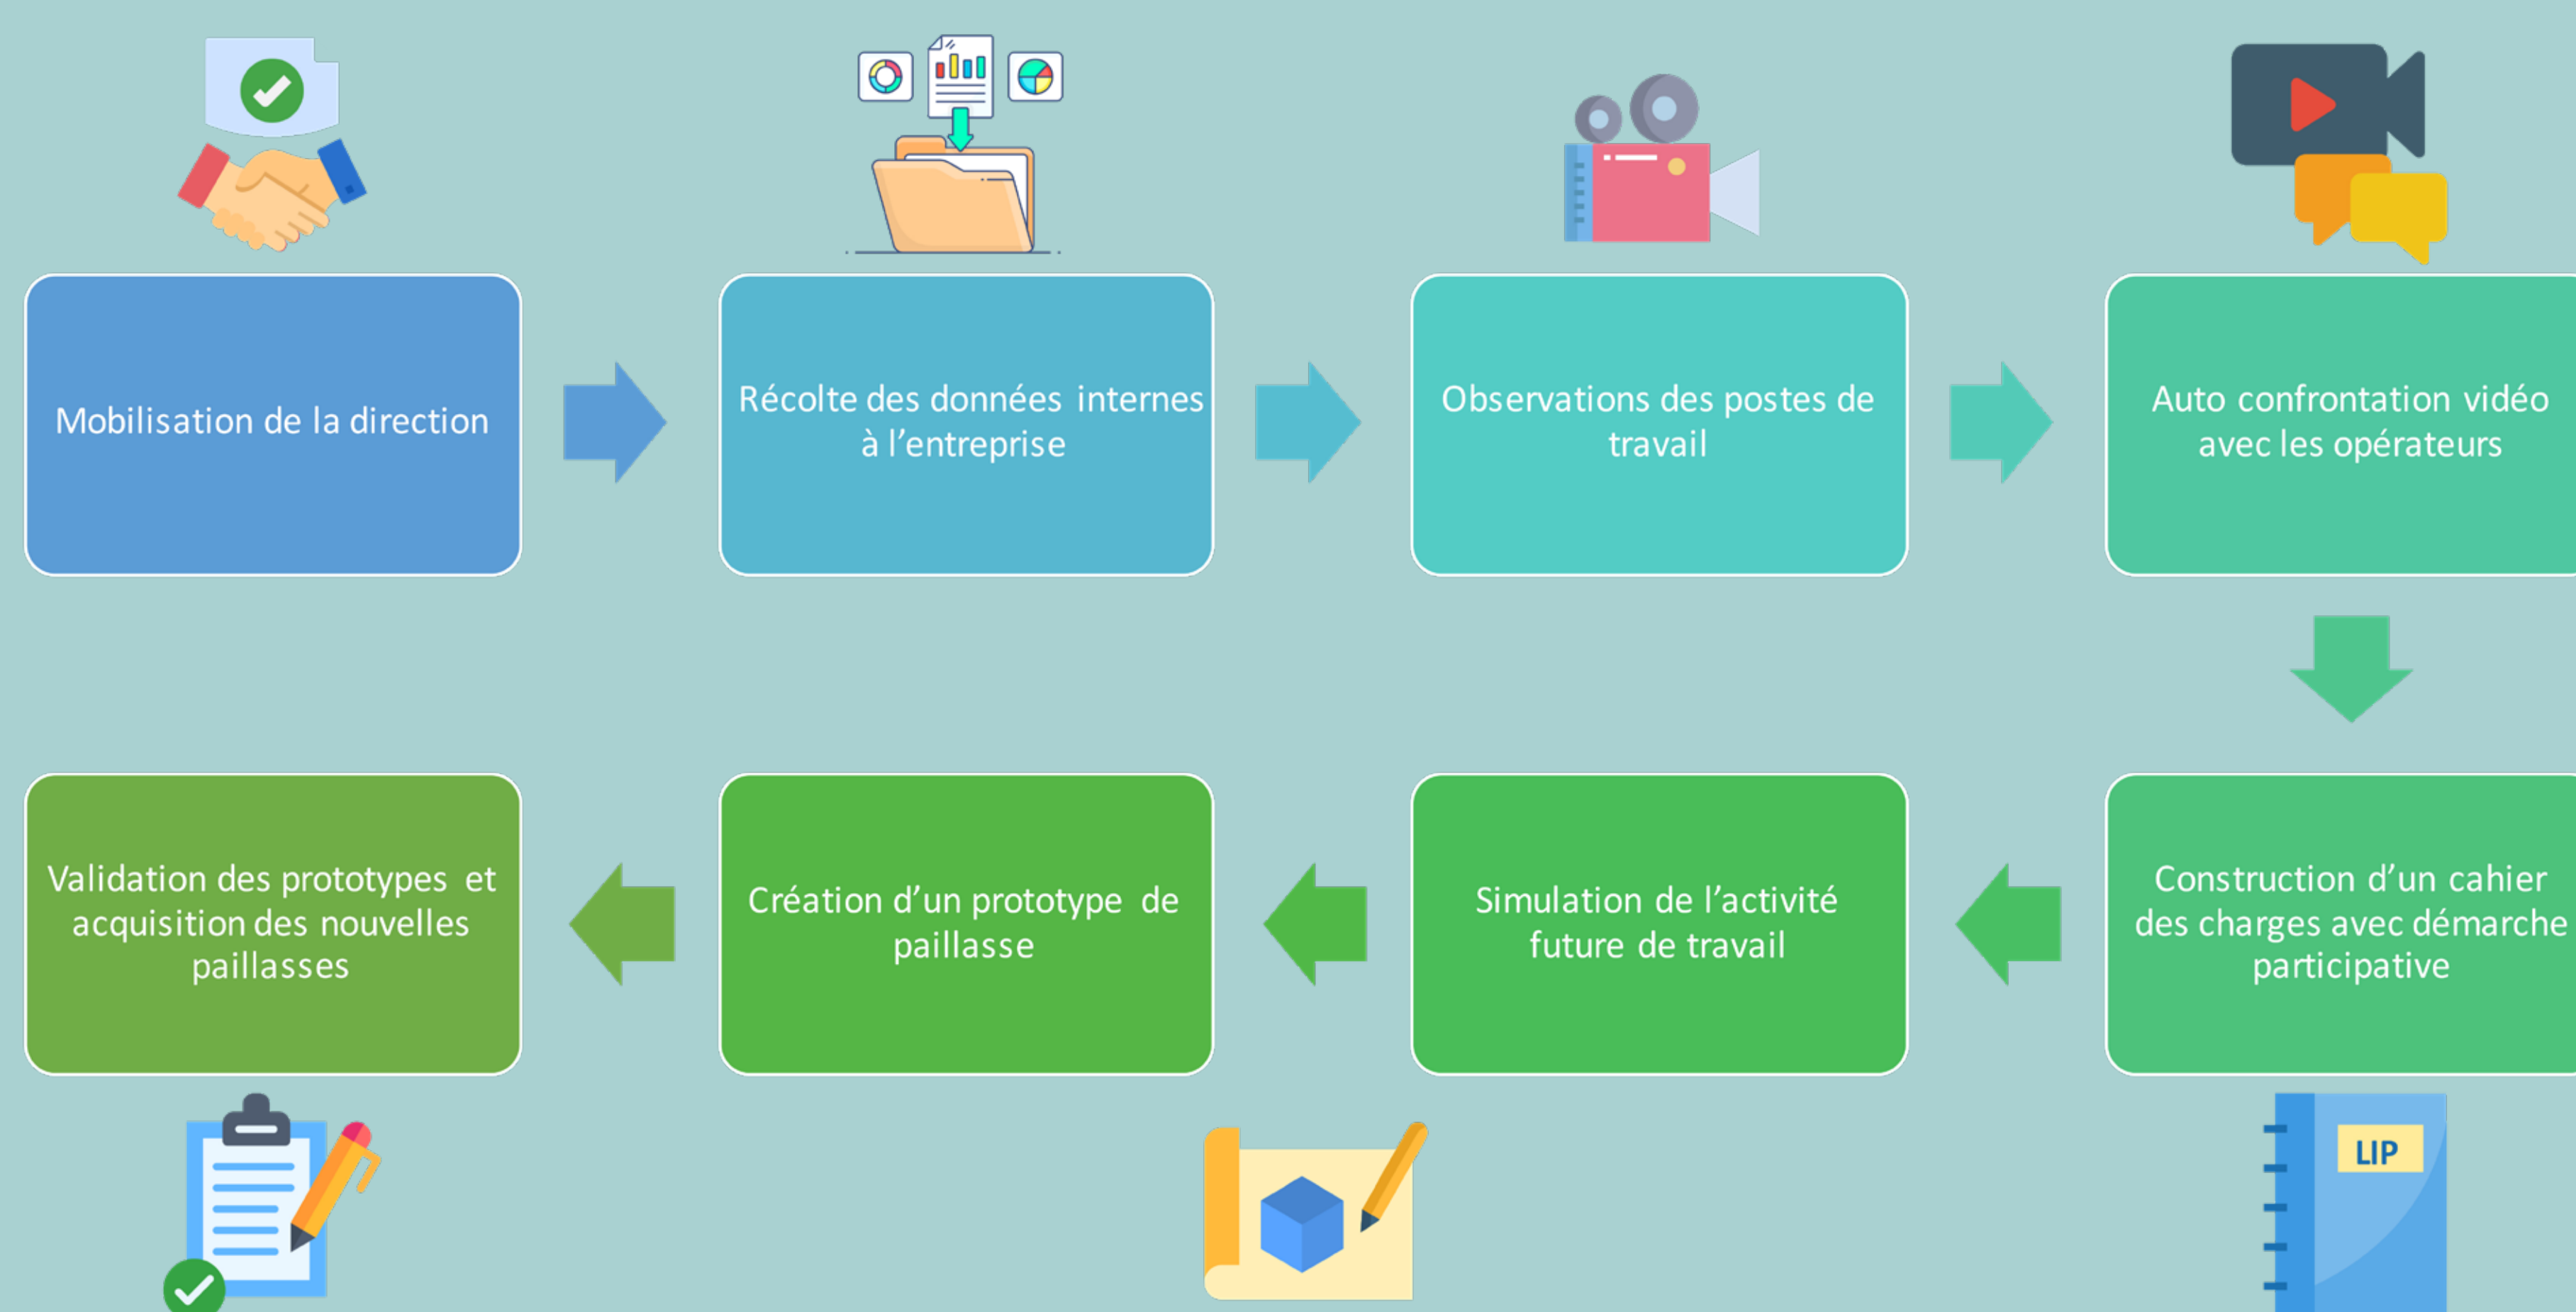 Mobilisation de la direction
Récolte des données internes
à l'entreprise
Observations des postes de
travail
Auto confrontation vidéo
avec les opérateurs
Construction d'un cahier
des charges avec démarche
participative
Simulation de l'activité
future de travail
Création d'un prototype de
paillasse
Validation des prototypes et
acquisition des nouvelles
paillasses
LIP